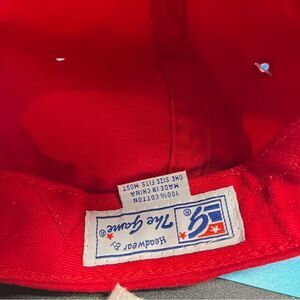 Headwear By
The Game®
G®
100% COTTON
MADE IN CHINA
ONE SIZE FITS MOST